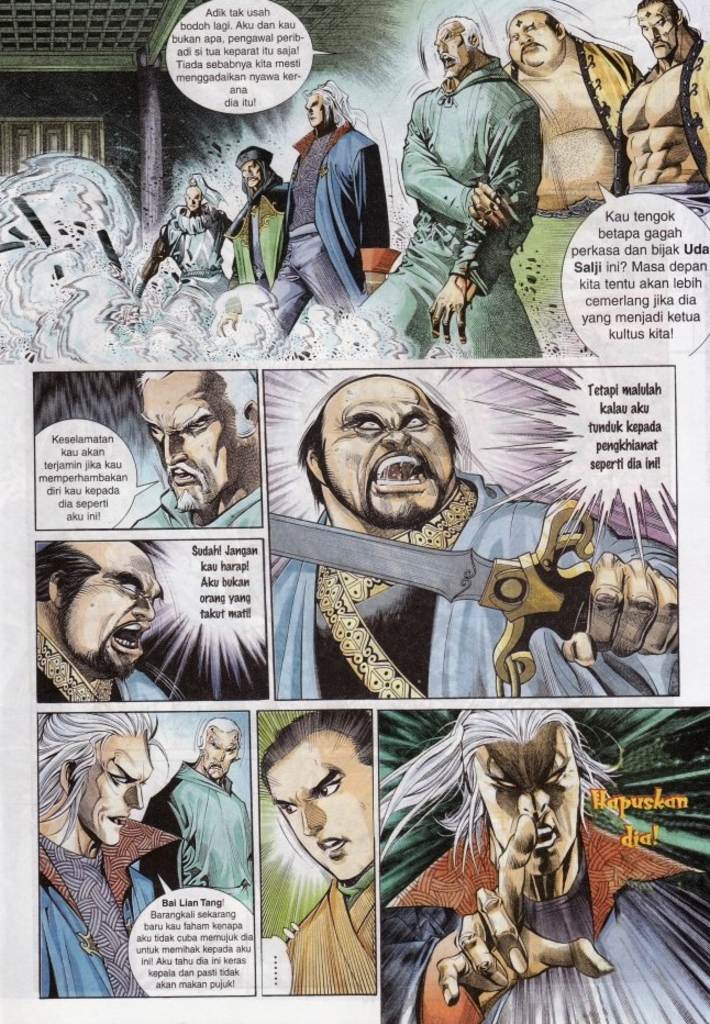 Adik tak usah
bodoh lagi. Aku dan kau
bukan apa, pengawal perib-
adi si tua keparat itu saja!
Tiada sebabnya kita mesti
menggadaikan nyawa ker-
ana
dia itu!
Kau tengok
betapa gagah
perkasa dan bijak Uda
Salji ini? Masa depan
kita tentu akan lebih
cemerlang jika dia
yang menjadi ketua
kultus kita!
Keselamatan
kau akan
terjamin jika kau
memperhambakan
diri kau kepada
dia seperti
aku ini!
Tetapi malulah
kalau aku
tunduk kepada
pengkhianat
seperti dia ini!
Sudah! Jangan
kau harap!
Aku bukan
orang yang
takut mati!
Bai Lian Tang!
Barangkali sekarang
baru kau faham kenapa
aku tidak cuba memujuk dia
untuk memihak kepada aku
ini! Aku tahu dia ini keras
kepala dan pasti tidak
akan makan pujuk!
......
Hapuskan
dia!